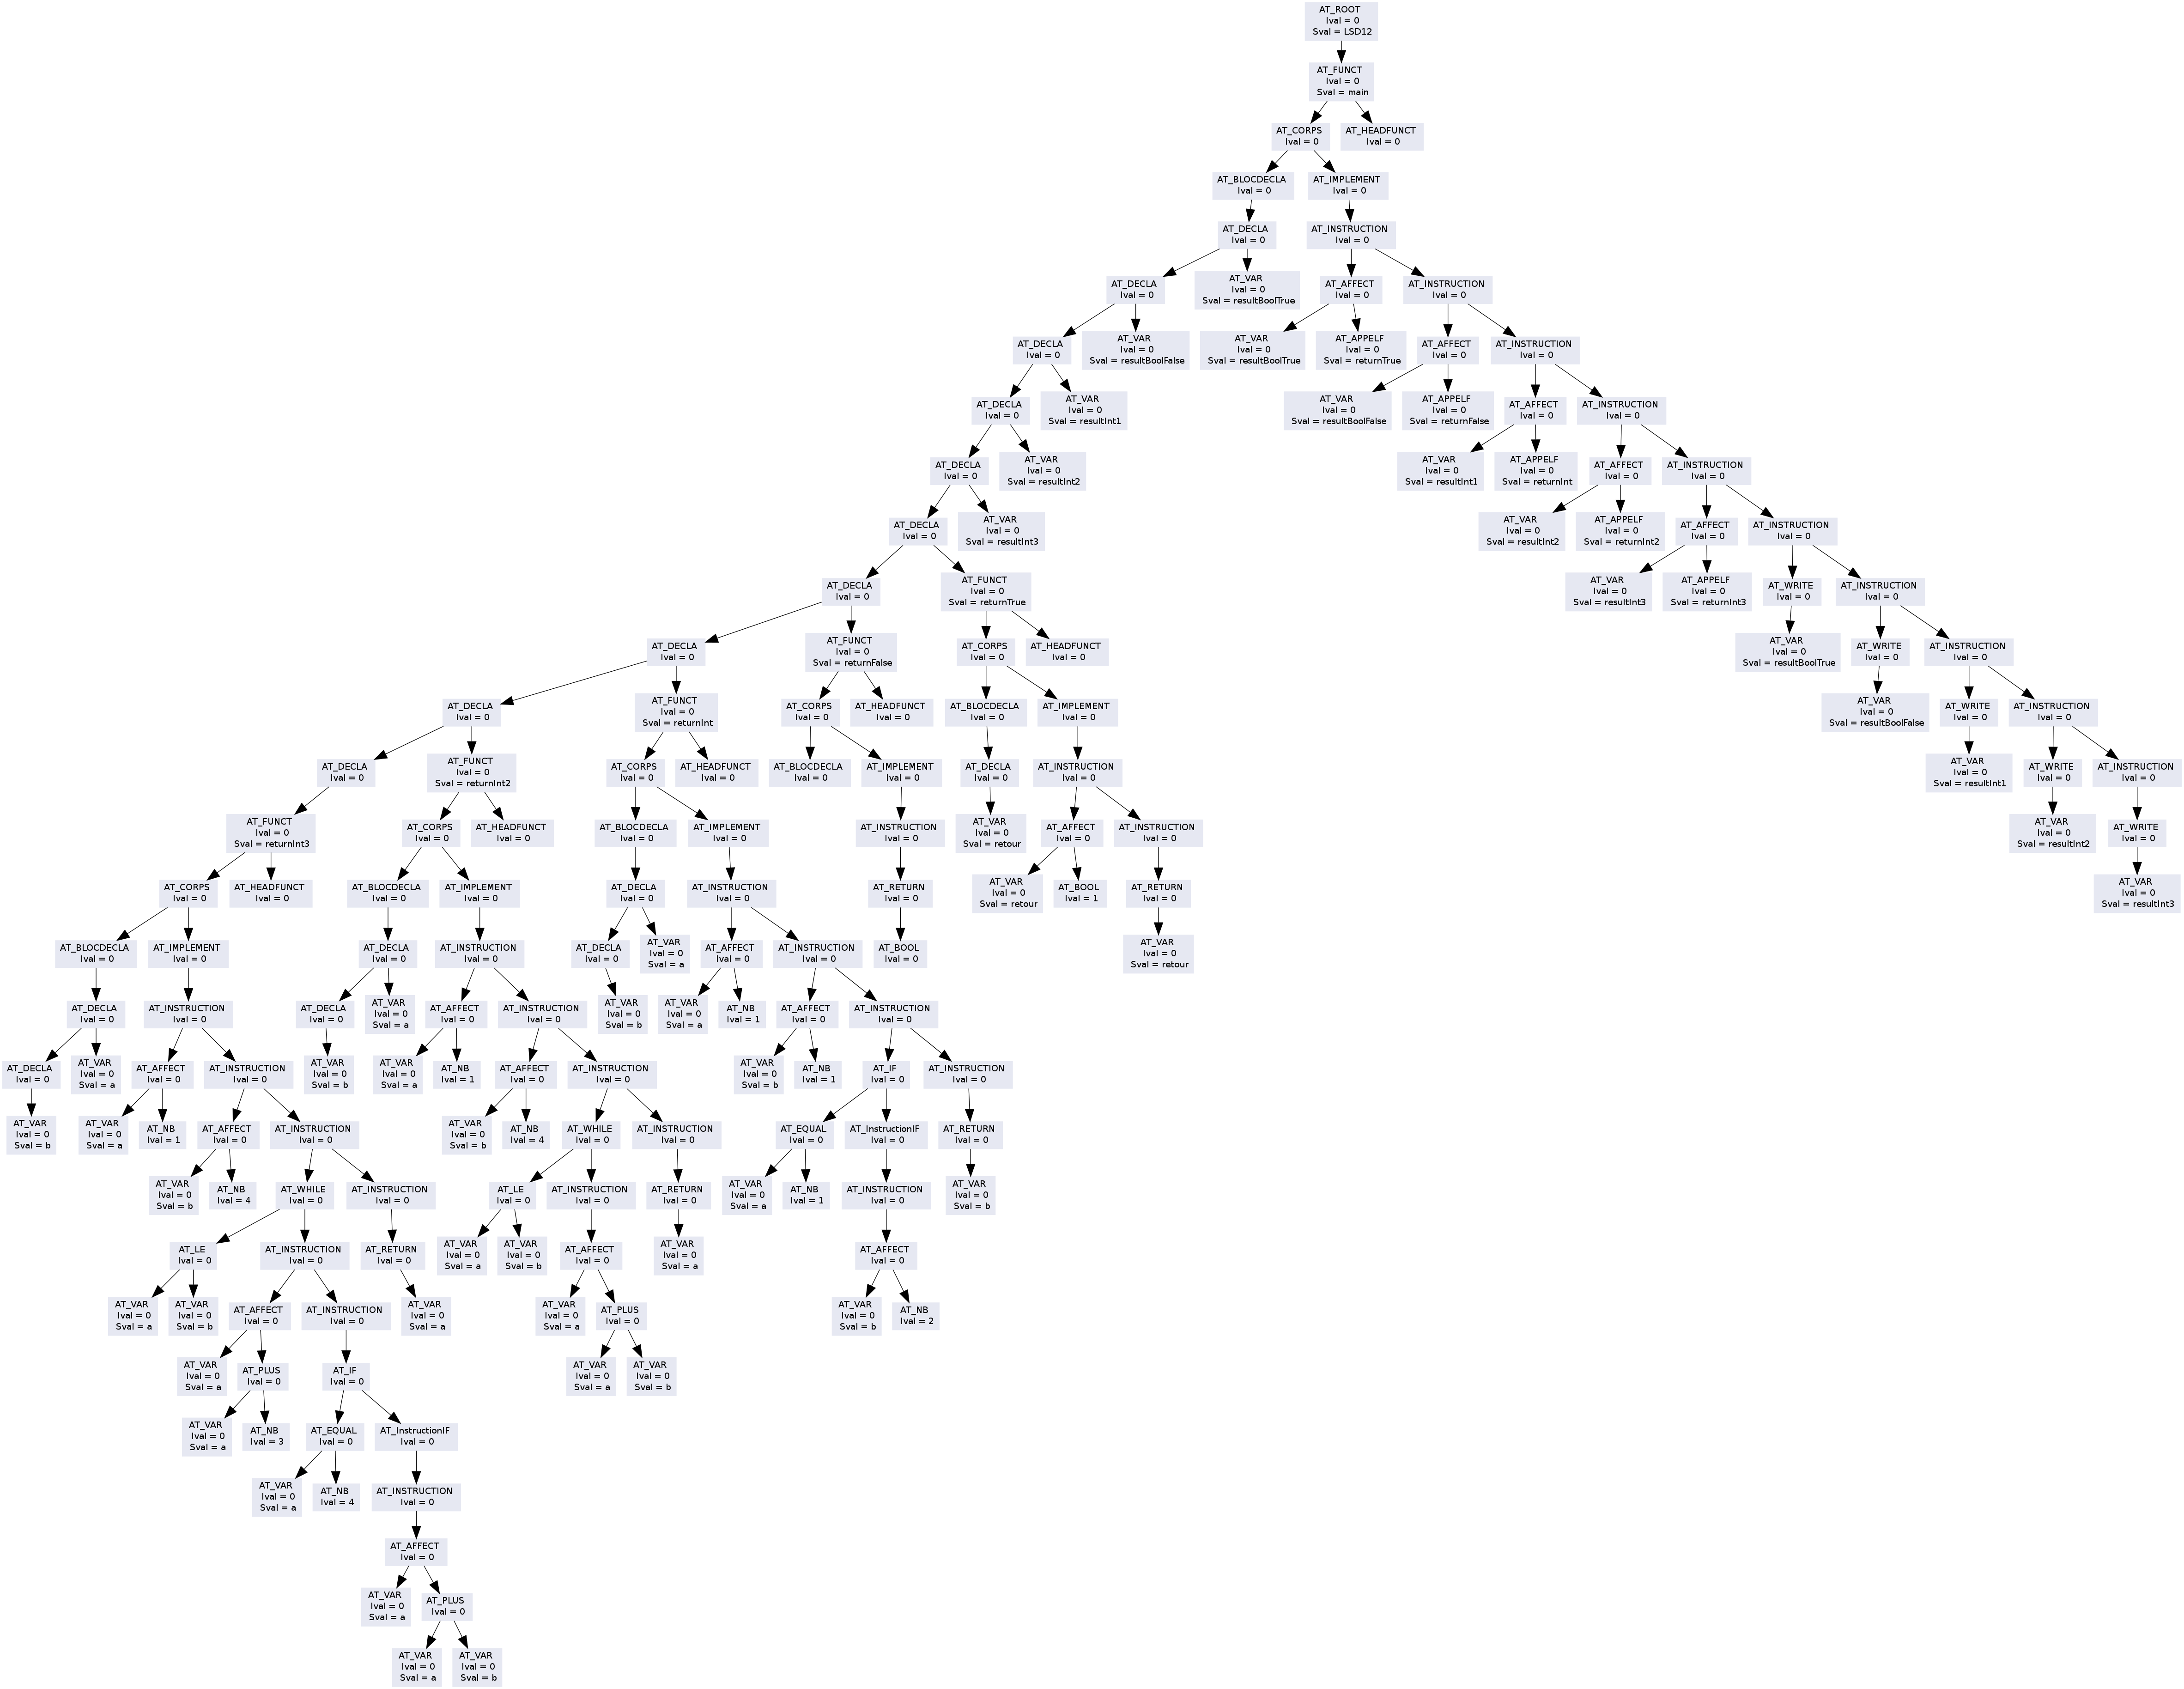 AT_ROOT
Ival = 0
Sval = LSD12
AT_FUNCT
Ival = 0
Sval = main
AT_CORPS
Ival = 0
AT_HEADFUNCT
Ival = 0
AT_BLOCDECLA
Ival = 0
AT_IMPLEMENT
Ival = 0
AT_DECLA
Ival = 0
AT_INSTRUCTION
Ival = 0
AT_DECLA
Ival = 0
AT_VAR
Ival = 0
Sval = resultBoolTrue
AT_AFFECT
Ival = 0
AT_INSTRUCTION
Ival = 0
AT_DECLA
Ival = 0
AT_VAR
Ival = 0
Sval = resultBoolFalse
AT_VAR
Ival = 0
Sval = resultBoolTrue
AT_APPELF
Ival = 0
Sval = returnTrue
AT_AFFECT
Ival = 0
AT_INSTRUCTION
Ival = 0
AT_DECLA
Ival = 0
AT_VAR
Ival = 0
Sval = resultInt1
AT_VAR
Ival = 0
Sval = resultBoolFalse
AT_APPELF
Ival = 0
Sval = returnFalse
AT_AFFECT
Ival = 0
AT_INSTRUCTION
Ival = 0
AT_DECLA
Ival = 0
AT_VAR
Ival = 0
Sval = resultInt2
AT_VAR
Ival = 0
Sval = resultInt1
AT_APPELF
Ival = 0
Sval = returnInt
AT_AFFECT
Ival = 0
AT_INSTRUCTION
Ival = 0
AT_DECLA
Ival = 0
AT_VAR
Ival = 0
Sval = resultInt3
AT_VAR
Ival = 0
Sval = resultInt2
AT_APPELF
Ival = 0
Sval = returnInt2
AT_AFFECT
Ival = 0
AT_INSTRUCTION
Ival = 0
AT_DECLA
Ival = 0
AT_FUNCT
Ival = 0
Sval = returnTrue
AT_VAR
Ival = 0
Sval = resultInt3
AT_APPELF
Ival = 0
Sval = returnInt3
AT_WRITE
Ival = 0
AT_INSTRUCTION
Ival = 0
AT_DECLA
Ival = 0
AT_FUNCT
Ival = 0
Sval = returnFalse
AT_CORPS
Ival = 0
AT_HEADFUNCT
Ival = 0
AT_VAR
Ival = 0
Sval = resultBoolTrue
AT_WRITE
Ival = 0
AT_INSTRUCTION
Ival = 0
AT_DECLA
Ival = 0
AT_FUNCT
Ival = 0
Sval = returnInt
AT_CORPS
Ival = 0
AT_HEADFUNCT
Ival = 0
AT_BLOCDECLA
Ival = 0
AT_IMPLEMENT
Ival = 0
AT_VAR
Ival = 0
Sval = resultBoolFalse
AT_WRITE
Ival = 0
AT_INSTRUCTION
Ival = 0
AT_DECLA
Ival = 0
AT_FUNCT
Ival = 0
Sval = returnInt2
AT_CORPS
Ival = 0
AT_HEADFUNCT
Ival = 0
AT_BLOCDECLA
Ival = 0
AT_IMPLEMENT
Ival = 0
AT_DECLA
Ival = 0
AT_INSTRUCTION
Ival = 0
AT_VAR
Ival = 0
Sval = resultInt1
AT_WRITE
Ival = 0
AT_INSTRUCTION
Ival = 0
AT_FUNCT
Ival = 0
Sval = returnInt3
AT_CORPS
Ival = 0
AT_HEADFUNCT
Ival = 0
AT_BLOCDECLA
Ival = 0
AT_IMPLEMENT
Ival = 0
AT_INSTRUCTION
Ival = 0
AT_VAR
Ival = 0
Sval = retour
AT_AFFECT
Ival = 0
AT_INSTRUCTION
Ival = 0
AT_VAR
Ival = 0
Sval = resultInt2
AT_WRITE
Ival = 0
AT_CORPS
Ival = 0
AT_HEADFUNCT
Ival = 0
AT_BLOCDECLA
Ival = 0
AT_IMPLEMENT
Ival = 0
AT_DECLA
Ival = 0
AT_INSTRUCTION
Ival = 0
AT_RETURN
Ival = 0
AT_VAR
Ival = 0
Sval = retour
AT_BOOL
Ival = 1
AT_RETURN
Ival = 0
AT_VAR
Ival = 0
Sval = resultInt3
AT_BLOCDECLA
Ival = 0
AT_IMPLEMENT
Ival = 0
AT_DECLA
Ival = 0
AT_INSTRUCTION
Ival = 0
AT_DECLA
Ival = 0
AT_VAR
Ival = 0
Sval = a
AT_AFFECT
Ival = 0
AT_INSTRUCTION
Ival = 0
AT_BOOL
Ival = 0
AT_VAR
Ival = 0
Sval = retour
AT_DECLA
Ival = 0
AT_INSTRUCTION
Ival = 0
AT_DECLA
Ival = 0
AT_VAR
Ival = 0
Sval = a
AT_AFFECT
Ival = 0
AT_INSTRUCTION
Ival = 0
AT_VAR
Ival = 0
Sval = b
AT_VAR
Ival = 0
Sval = a
AT_NB
Ival = 1
AT_AFFECT
Ival = 0
AT_INSTRUCTION
Ival = 0
AT_DECLA
Ival = 0
AT_VAR
Ival = 0
Sval = a
AT_AFFECT
Ival = 0
AT_INSTRUCTION
Ival = 0
AT_VAR
Ival = 0
Sval = b
AT_VAR
Ival = 0
Sval = a
AT_NB
Ival = 1
AT_AFFECT
Ival = 0
AT_INSTRUCTION
Ival = 0
AT_VAR
Ival = 0
Sval = b
AT_NB
Ival = 1
AT_IF
Ival = 0
AT_INSTRUCTION
Ival = 0
AT_VAR
Ival = 0
Sval = b
AT_VAR
Ival = 0
Sval = a
AT_NB
Ival = 1
AT_AFFECT
Ival = 0
AT_INSTRUCTION
Ival = 0
AT_VAR
Ival = 0
Sval = b
AT_NB
Ival = 4
AT_WHILE
Ival = 0
AT_INSTRUCTION
Ival = 0
AT_EQUAL
Ival = 0
AT_InstructionIF
Ival = 0
AT_RETURN
Ival = 0
AT_VAR
Ival = 0
Sval = b
AT_NB
Ival = 4
AT_WHILE
Ival = 0
AT_INSTRUCTION
Ival = 0
AT_LE
Ival = 0
AT_INSTRUCTION
Ival = 0
AT_RETURN
Ival = 0
AT_VAR
Ival = 0
Sval = a
AT_NB
Ival = 1
AT_INSTRUCTION
Ival = 0
AT_VAR
Ival = 0
Sval = b
AT_LE
Ival = 0
AT_INSTRUCTION
Ival = 0
AT_RETURN
Ival = 0
AT_VAR
Ival = 0
Sval = a
AT_VAR
Ival = 0
Sval = b
AT_AFFECT
Ival = 0
AT_VAR
Ival = 0
Sval = a
AT_AFFECT
Ival = 0
AT_VAR
Ival = 0
Sval = a
AT_VAR
Ival = 0
Sval = b
AT_AFFECT
Ival = 0
AT_INSTRUCTION
Ival = 0
AT_VAR
Ival = 0
Sval = a
AT_VAR
Ival = 0
Sval = a
AT_PLUS
Ival = 0
AT_VAR
Ival = 0
Sval = b
AT_NB
Ival = 2
AT_VAR
Ival = 0
Sval = a
AT_PLUS
Ival = 0
AT_IF
Ival = 0
AT_VAR
Ival = 0
Sval = a
AT_VAR
Ival = 0
Sval = b
AT_VAR
Ival = 0
Sval = a
AT_NB
Ival = 3
AT_EQUAL
Ival = 0
AT_InstructionIF
Ival = 0
AT_VAR
Ival = 0
Sval = a
AT_NB
Ival = 4
AT_INSTRUCTION
Ival = 0
AT_AFFECT
Ival = 0
AT_VAR
Ival = 0
Sval = a
AT_PLUS
Ival = 0
AT_VAR
Ival = 0
Sval = a
AT_VAR
Ival = 0
Sval = b